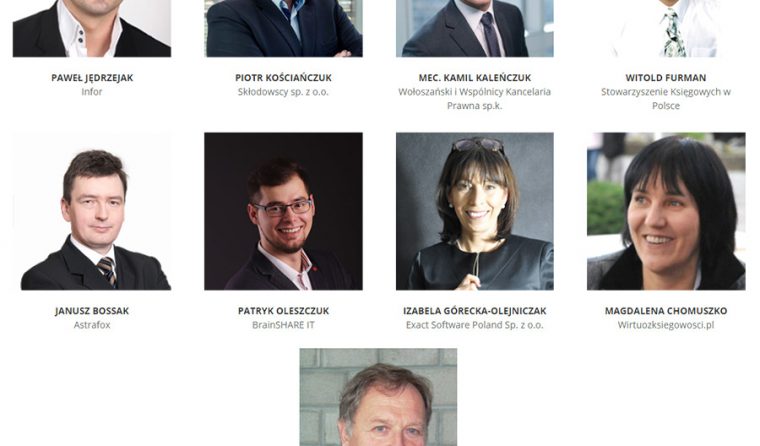 PAWEŁ JĘDRZEJAK
Infor
PIOTR KOŚCIAŃCZUK
Skłodowscy sp. z o.o.
MEC. KAMIL KALEŃCZUK
Wołoszański i Wspólnicy Kancelaria
Prawna sp.k.
WITOLD FURMAN
Stowarzyszenie Księgowych w
Polsce
JANUSZ BOSSAK
Astrafox
PATRYK OLESZCZUK
BrainSHARE IT
IZABELA GÓRECKA-OLEJNICZAK
Exact Software Poland Sp. z o.o.
MAGDALENA CHOMUSZKO
Wirtuozksiegowosci.pl